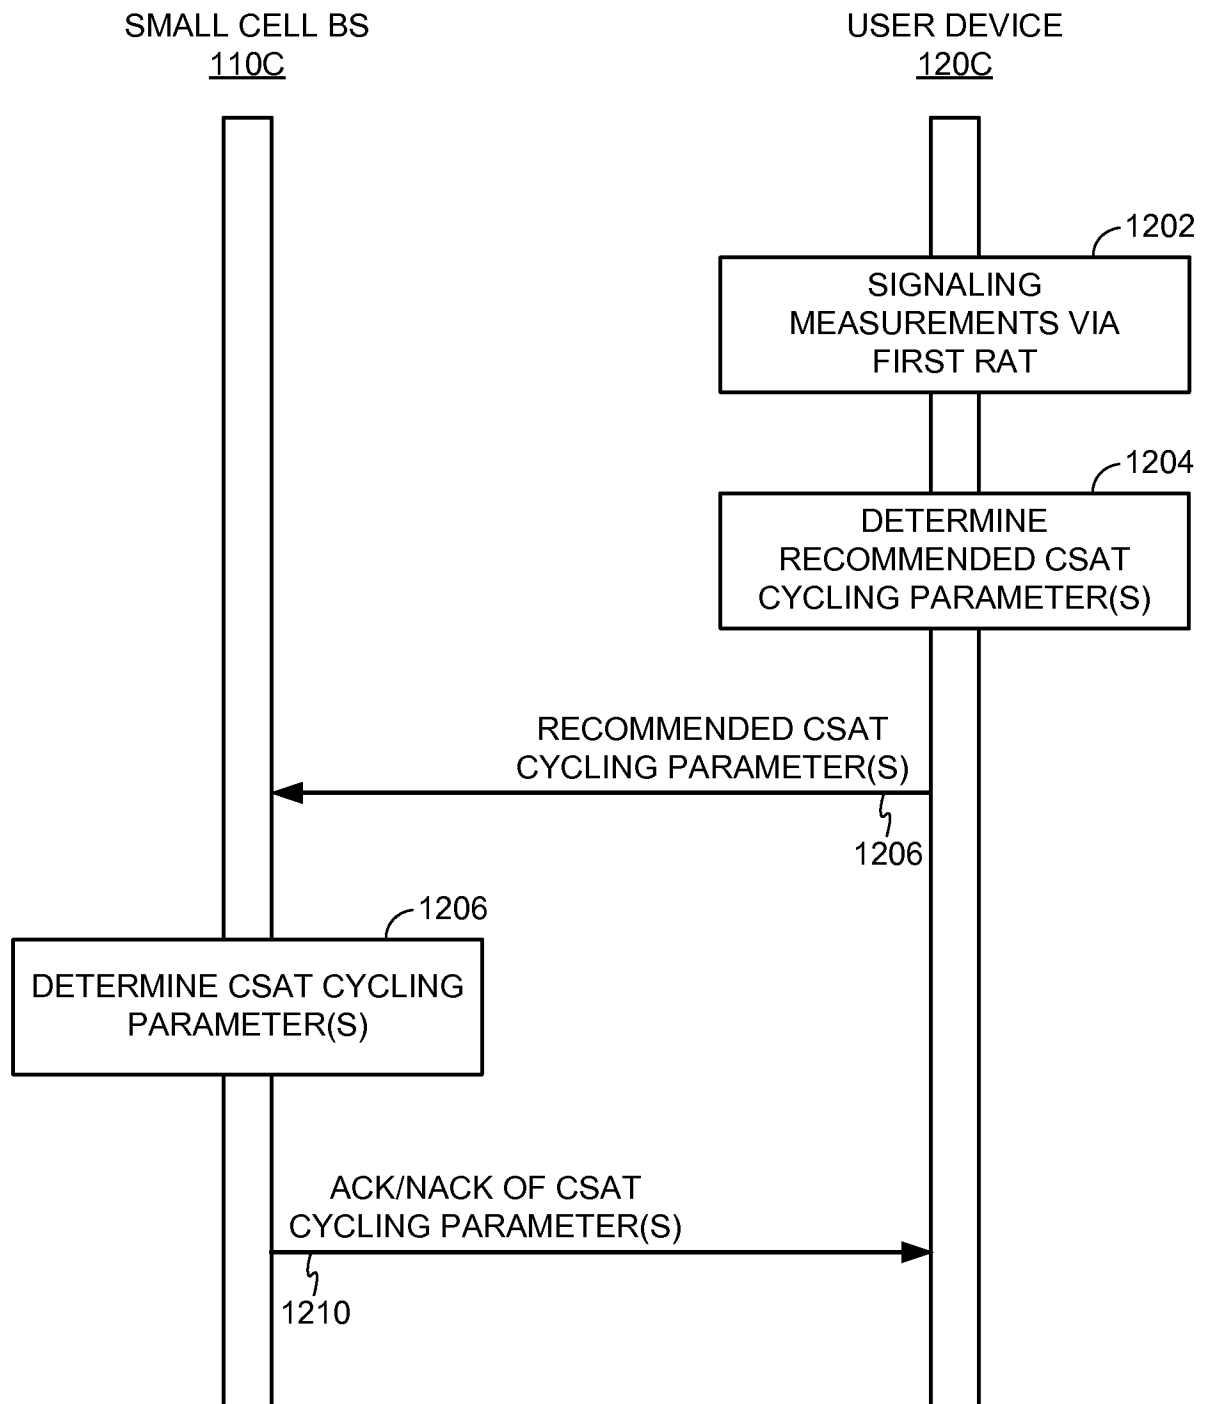 SMALL CELL BS
110C
USER DEVICE
120C
1202
SIGNALING
MEASUREMENTS VIA
FIRST RAT
1204
DETERMINE
RECOMMENDED CSAT
CYCLING PARAMETER(S)
RECOMMENDED CSAT
CYCLING PARAMETER(S)
1206
1206
DETERMINE CSAT CYCLING
PARAMETER(S)
ACK/NACK OF CSAT
CYCLING PARAMETER(S)
1210